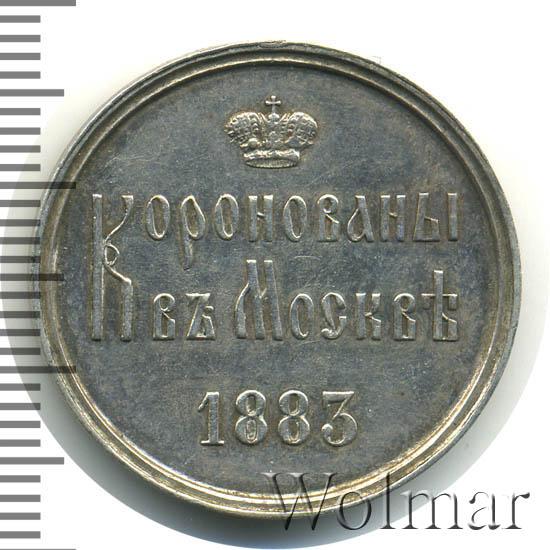 Коронованы
въ Москвѣ
1883
Wolmar